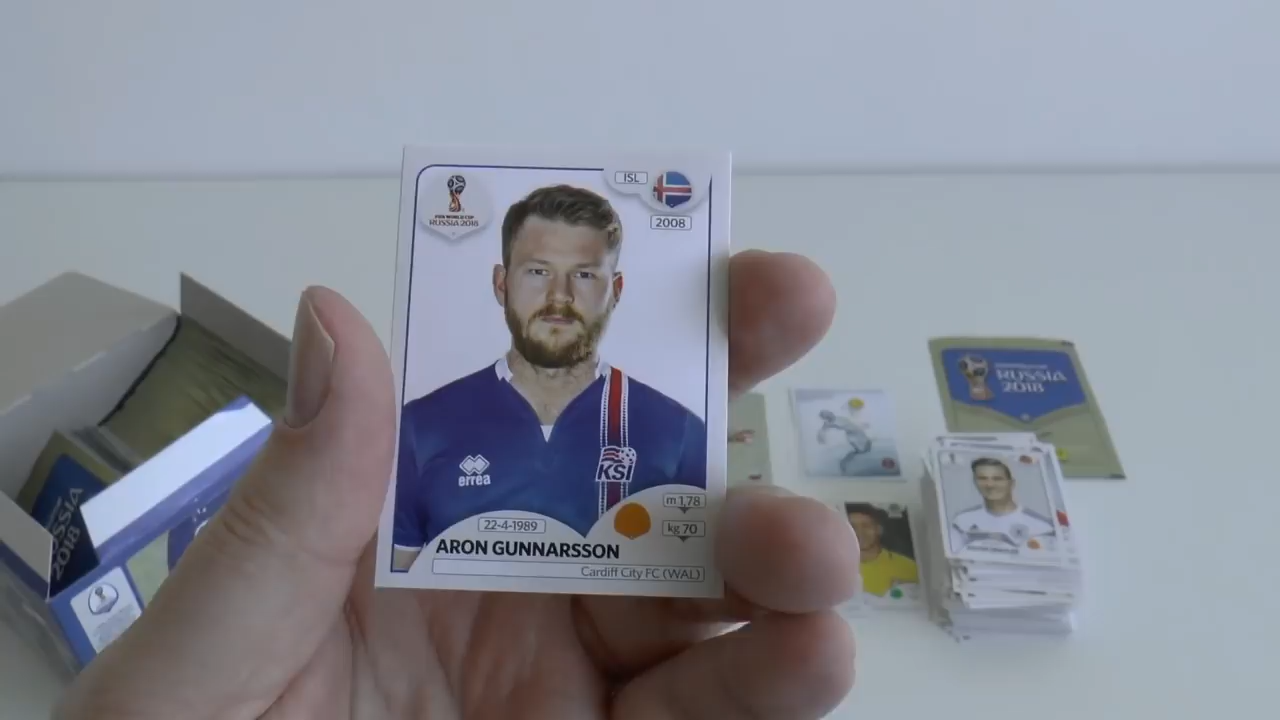 ISL
2008
FIFA WORLD CUP
RUSSIA 2018
errea
KSI
m 1,78
22-4-1989
kg 70
ARON GUNNARSSON
Cardiff City FC (WAL)
RUSSIA
2018
RUSSIA
2018